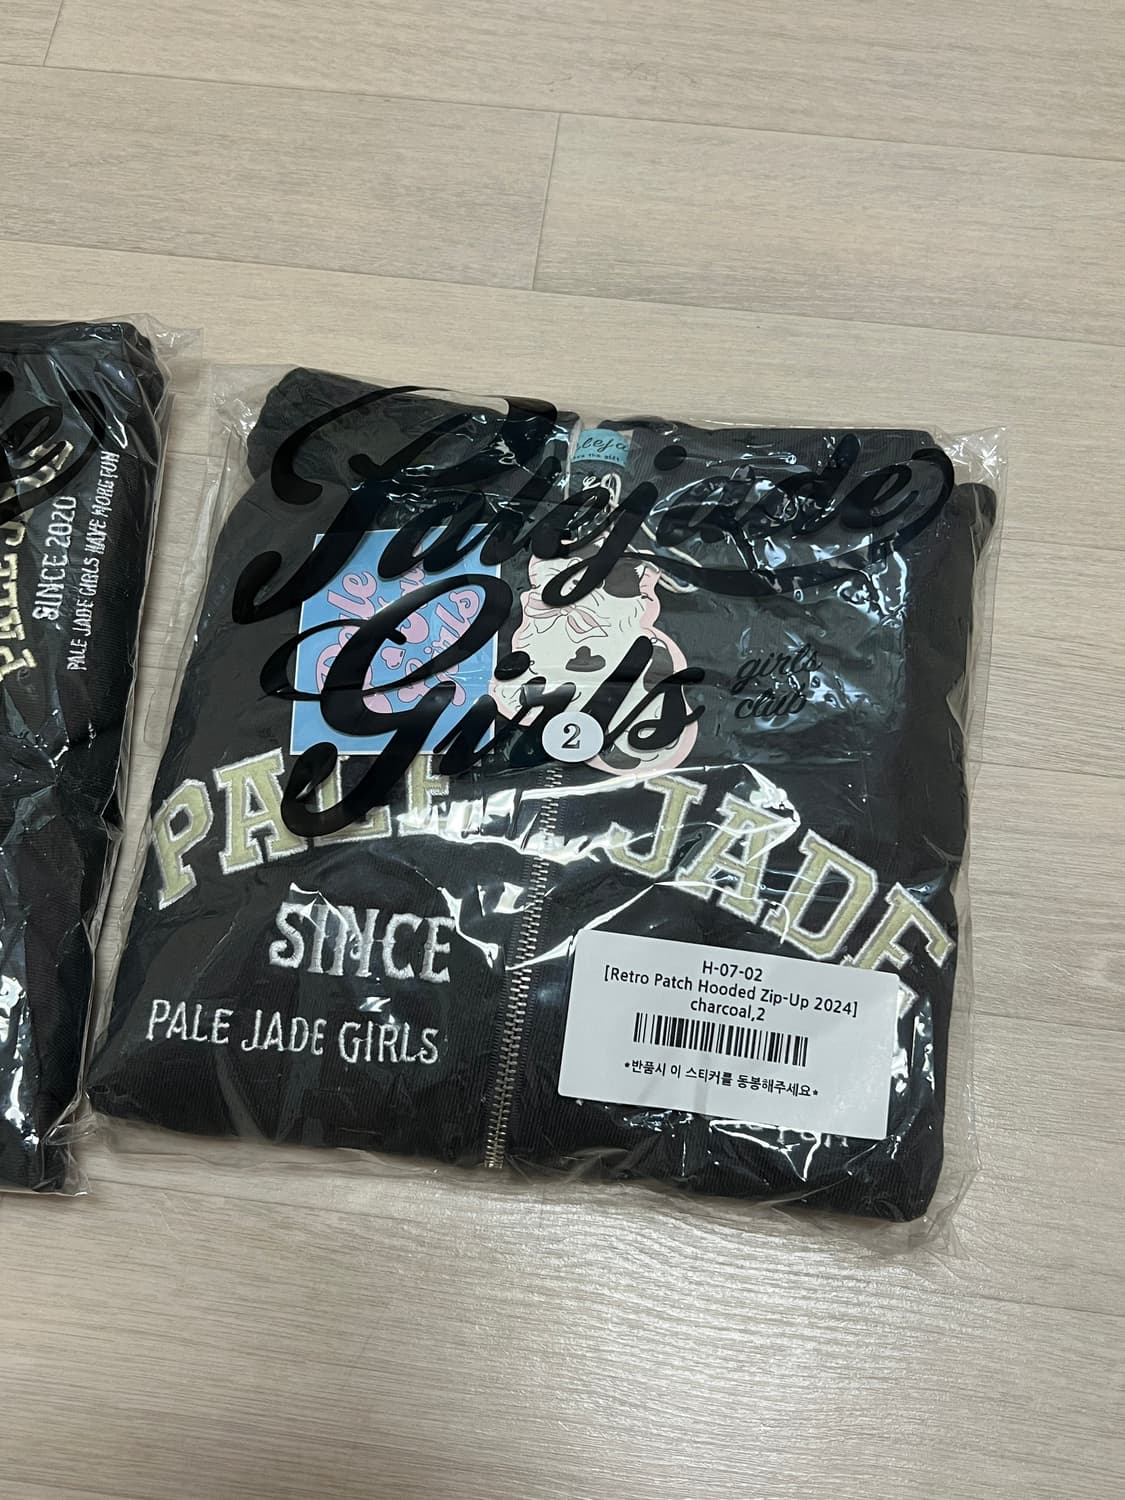 SINCE 2020
PALE JADE GIRLS HAVE MORE FUN
Palejade
Girls
girls
club
2
Pale
Girls
PALE JADE
SINCE
PALE JADE GIRLS
H-07-02
[Retro Patch Hooded Zip-Up 2024]
charcoal,2
*반품시 이 스티커를 동봉해주세요*